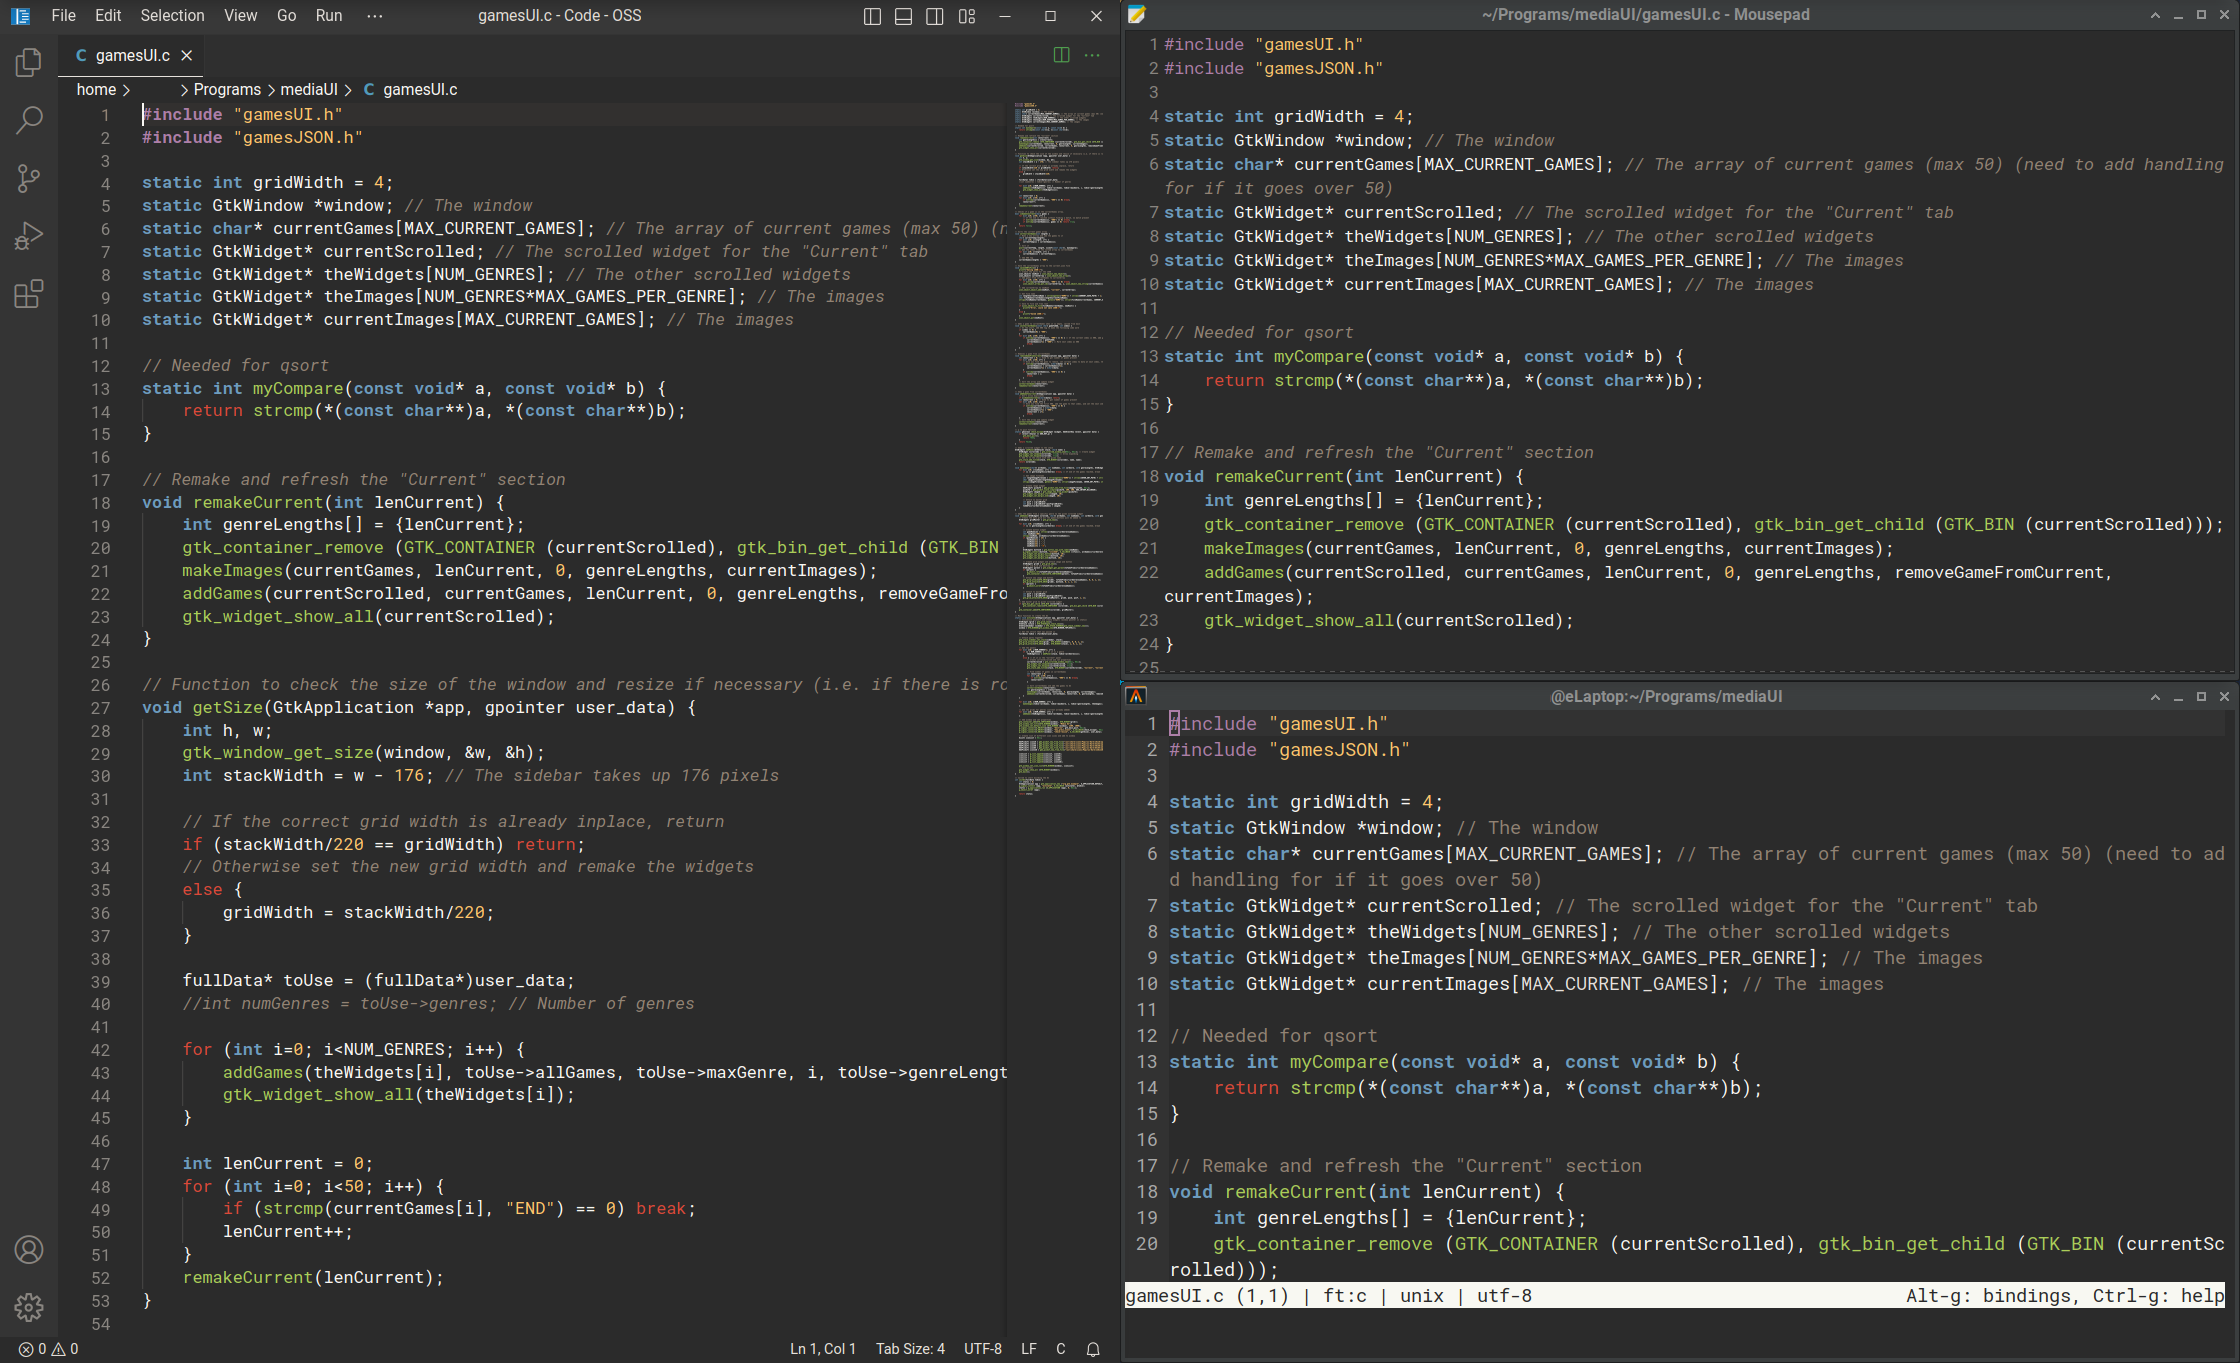 File Edit Selection View Go Run ··· gamesUI.c - Code - OSS
C gamesUI.c
home > > Programs > mediaUI > C gamesUI.c
1 #include "gamesUI.h"
2 #include "gamesJSON.h"
3
4 static int gridWidth = 4;
5 static GtkWindow *window; // The window
6 static char* currentGames[MAX_CURRENT_GAMES]; // The array of current games (max 50) (n
7 static GtkWidget* currentScrolled; // The scrolled widget for the "Current" tab
8 static GtkWidget* theWidgets[NUM_GENRES]; // The other scrolled widgets
9 static GtkWidget* theImages[NUM_GENRES*MAX_GAMES_PER_GENRE]; // The images
10 static GtkWidget* currentImages[MAX_CURRENT_GAMES]; // The images
11
12 // Needed for qsort
13 static int myCompare(const void* a, const void* b) {
14     return strcmp(*(const char**)a, *(const char**)b);
15 }
16
17 // Remake and refresh the "Current" section
18 void remakeCurrent(int lenCurrent) {
19     int genreLengths[] = {lenCurrent};
20     gtk_container_remove (GTK_CONTAINER (currentScrolled), gtk_bin_get_child (GTK_BIN
21     makeImages(currentGames, lenCurrent, 0, genreLengths, currentImages);
22     addGames(currentScrolled, currentGames, lenCurrent, 0, genreLengths, removeGameFro
23     gtk_widget_show_all(currentScrolled);
24 }
25
26 // Function to check the size of the window and resize if necessary (i.e. if there is ro
27 void getSize(GtkApplication *app, gpointer user_data) {
28     int h, w;
29     gtk_window_get_size(window, &w, &h);
30     int stackWidth = w - 176; // The sidebar takes up 176 pixels
31
32     // If the correct grid width is already inplace, return
33     if (stackWidth/220 == gridWidth) return;
34     // Otherwise set the new grid width and remake the widgets
35     else {
36         gridWidth = stackWidth/220;
37     }
38
39     fullData* toUse = (fullData*)user_data;
40     //int numGenres = toUse->genres; // Number of genres
41
42     for (int i=0; i<NUM_GENRES; i++) {
43         addGames(theWidgets[i], toUse->allGames, toUse->maxGenre, i, toUse->genreLengt
44         gtk_widget_show_all(theWidgets[i]);
45     }
46
47     int lenCurrent = 0;
48     for (int i=0; i<50; i++) {
49         if (strcmp(currentGames[i], "END") == 0) break;
50         lenCurrent++;
51     }
52     remakeCurrent(lenCurrent);
53 }
54
0 0 Ln 1, Col 1 Tab Size: 4 UTF-8 LF C
~/Programs/mediaUI/gamesUI.c - Mousepad
1 #include "gamesUI.h"
2 #include "gamesJSON.h"
3
4 static int gridWidth = 4;
5 static GtkWindow *window; // The window
6 static char* currentGames[MAX_CURRENT_GAMES]; // The array of current games (max 50) (need to add handling
for if it goes over 50)
7 static GtkWidget* currentScrolled; // The scrolled widget for the "Current" tab
8 static GtkWidget* theWidgets[NUM_GENRES]; // The other scrolled widgets
9 static GtkWidget* theImages[NUM_GENRES*MAX_GAMES_PER_GENRE]; // The images
10 static GtkWidget* currentImages[MAX_CURRENT_GAMES]; // The images
11
12 // Needed for qsort
13 static int myCompare(const void* a, const void* b) {
14     return strcmp(*(const char**)a, *(const char**)b);
15 }
16
17 // Remake and refresh the "Current" section
18 void remakeCurrent(int lenCurrent) {
19     int genreLengths[] = {lenCurrent};
20     gtk_container_remove (GTK_CONTAINER (currentScrolled), gtk_bin_get_child (GTK_BIN (currentScrolled)));
21     makeImages(currentGames, lenCurrent, 0, genreLengths, currentImages);
22     addGames(currentScrolled, currentGames, lenCurrent, 0, genreLengths, removeGameFromCurrent,
currentImages);
23     gtk_widget_show_all(currentScrolled);
24 }
25
@eLaptop:~/Programs/mediaUI
1 #include "gamesUI.h"
2 #include "gamesJSON.h"
3
4 static int gridWidth = 4;
5 static GtkWindow *window; // The window
6 static char* currentGames[MAX_CURRENT_GAMES]; // The array of current games (max 50) (need to ad
d handling for if it goes over 50)
7 static GtkWidget* currentScrolled; // The scrolled widget for the "Current" tab
8 static GtkWidget* theWidgets[NUM_GENRES]; // The other scrolled widgets
9 static GtkWidget* theImages[NUM_GENRES*MAX_GAMES_PER_GENRE]; // The images
10 static GtkWidget* currentImages[MAX_CURRENT_GAMES]; // The images
11
12 // Needed for qsort
13 static int myCompare(const void* a, const void* b) {
14     return strcmp(*(const char**)a, *(const char**)b);
15 }
16
17 // Remake and refresh the "Current" section
18 void remakeCurrent(int lenCurrent) {
19     int genreLengths[] = {lenCurrent};
20     gtk_container_remove (GTK_CONTAINER (currentScrolled), gtk_bin_get_child (GTK_BIN (currentSc
rolled)));
gamesUI.c (1,1) | ft:c | unix | utf-8 Alt-g: bindings, Ctrl-g: help